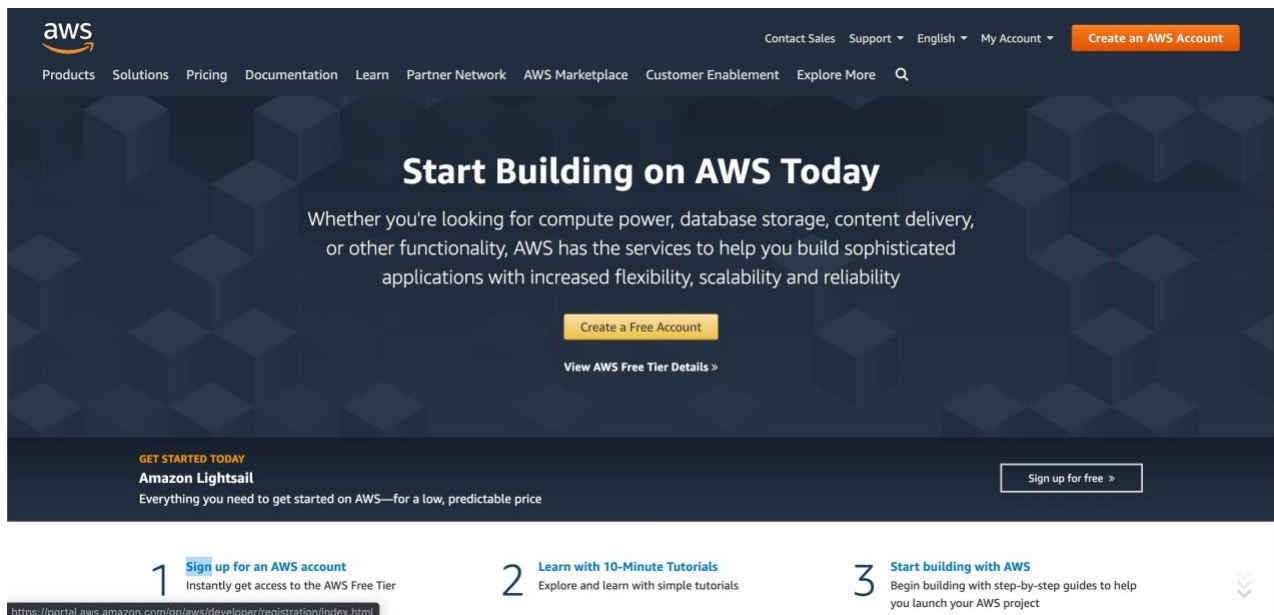 aws
Contact Sales Support English My Account Create an AWS Account
Products Solutions Pricing Documentation Learn Partner Network AWS Marketplace Customer Enablement Explore More
Start Building on AWS Today
Whether you're looking for compute power, database storage, content delivery,
or other functionality, AWS has the services to help you build sophisticated
applications with increased flexibility, scalability and reliability
Create a Free Account
View AWS Free Tier Details »
GET STARTED TODAY
Amazon Lightsail
Everything you need to get started on AWS—for a low, predictable price
Sign up for free »
1
Sign up for an AWS account
Instantly get access to the AWS Free Tier
2
Learn with 10-Minute Tutorials
Explore and learn with simple tutorials
3
Start building with AWS
Begin building with step-by-step guides to help
you launch your AWS project
https://portal.aws.amazon.com/gp/aws/developer/registration/index.html